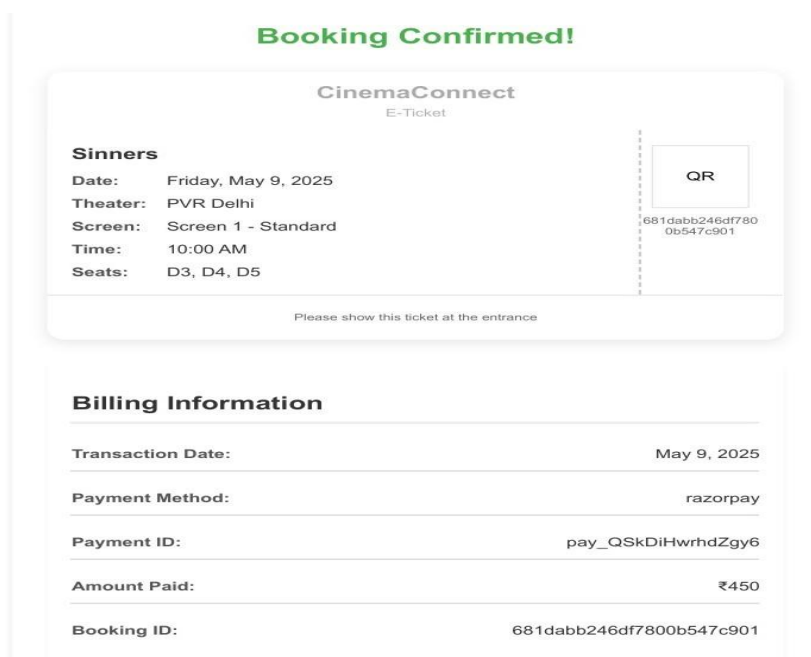 Booking Confirmed!
CinemaConnect
E-Ticket
Sinners
Date: Friday, May 9, 2025
Theater: PVR Delhi
Screen: Screen 1 - Standard
Time: 10:00 AM
Seats: D3, D4, D5
QR
681dabb246df780
0b547c901
Please show this ticket at the entrance
Billing Information
Transaction Date: May 9, 2025
Payment Method: razorpay
Payment ID: pay_QSkDiHwrhdZgy6
Amount Paid: ₹450
Booking ID: 681dabb246df7800b547c901